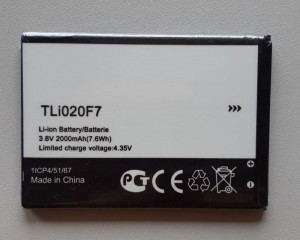 TLi020F7
Li-ion Battery/Batterie
3.8V 2000mAh(7.6Wh)
Limited charge voltage: 4.35V
1ICP4/51/67
Made in China